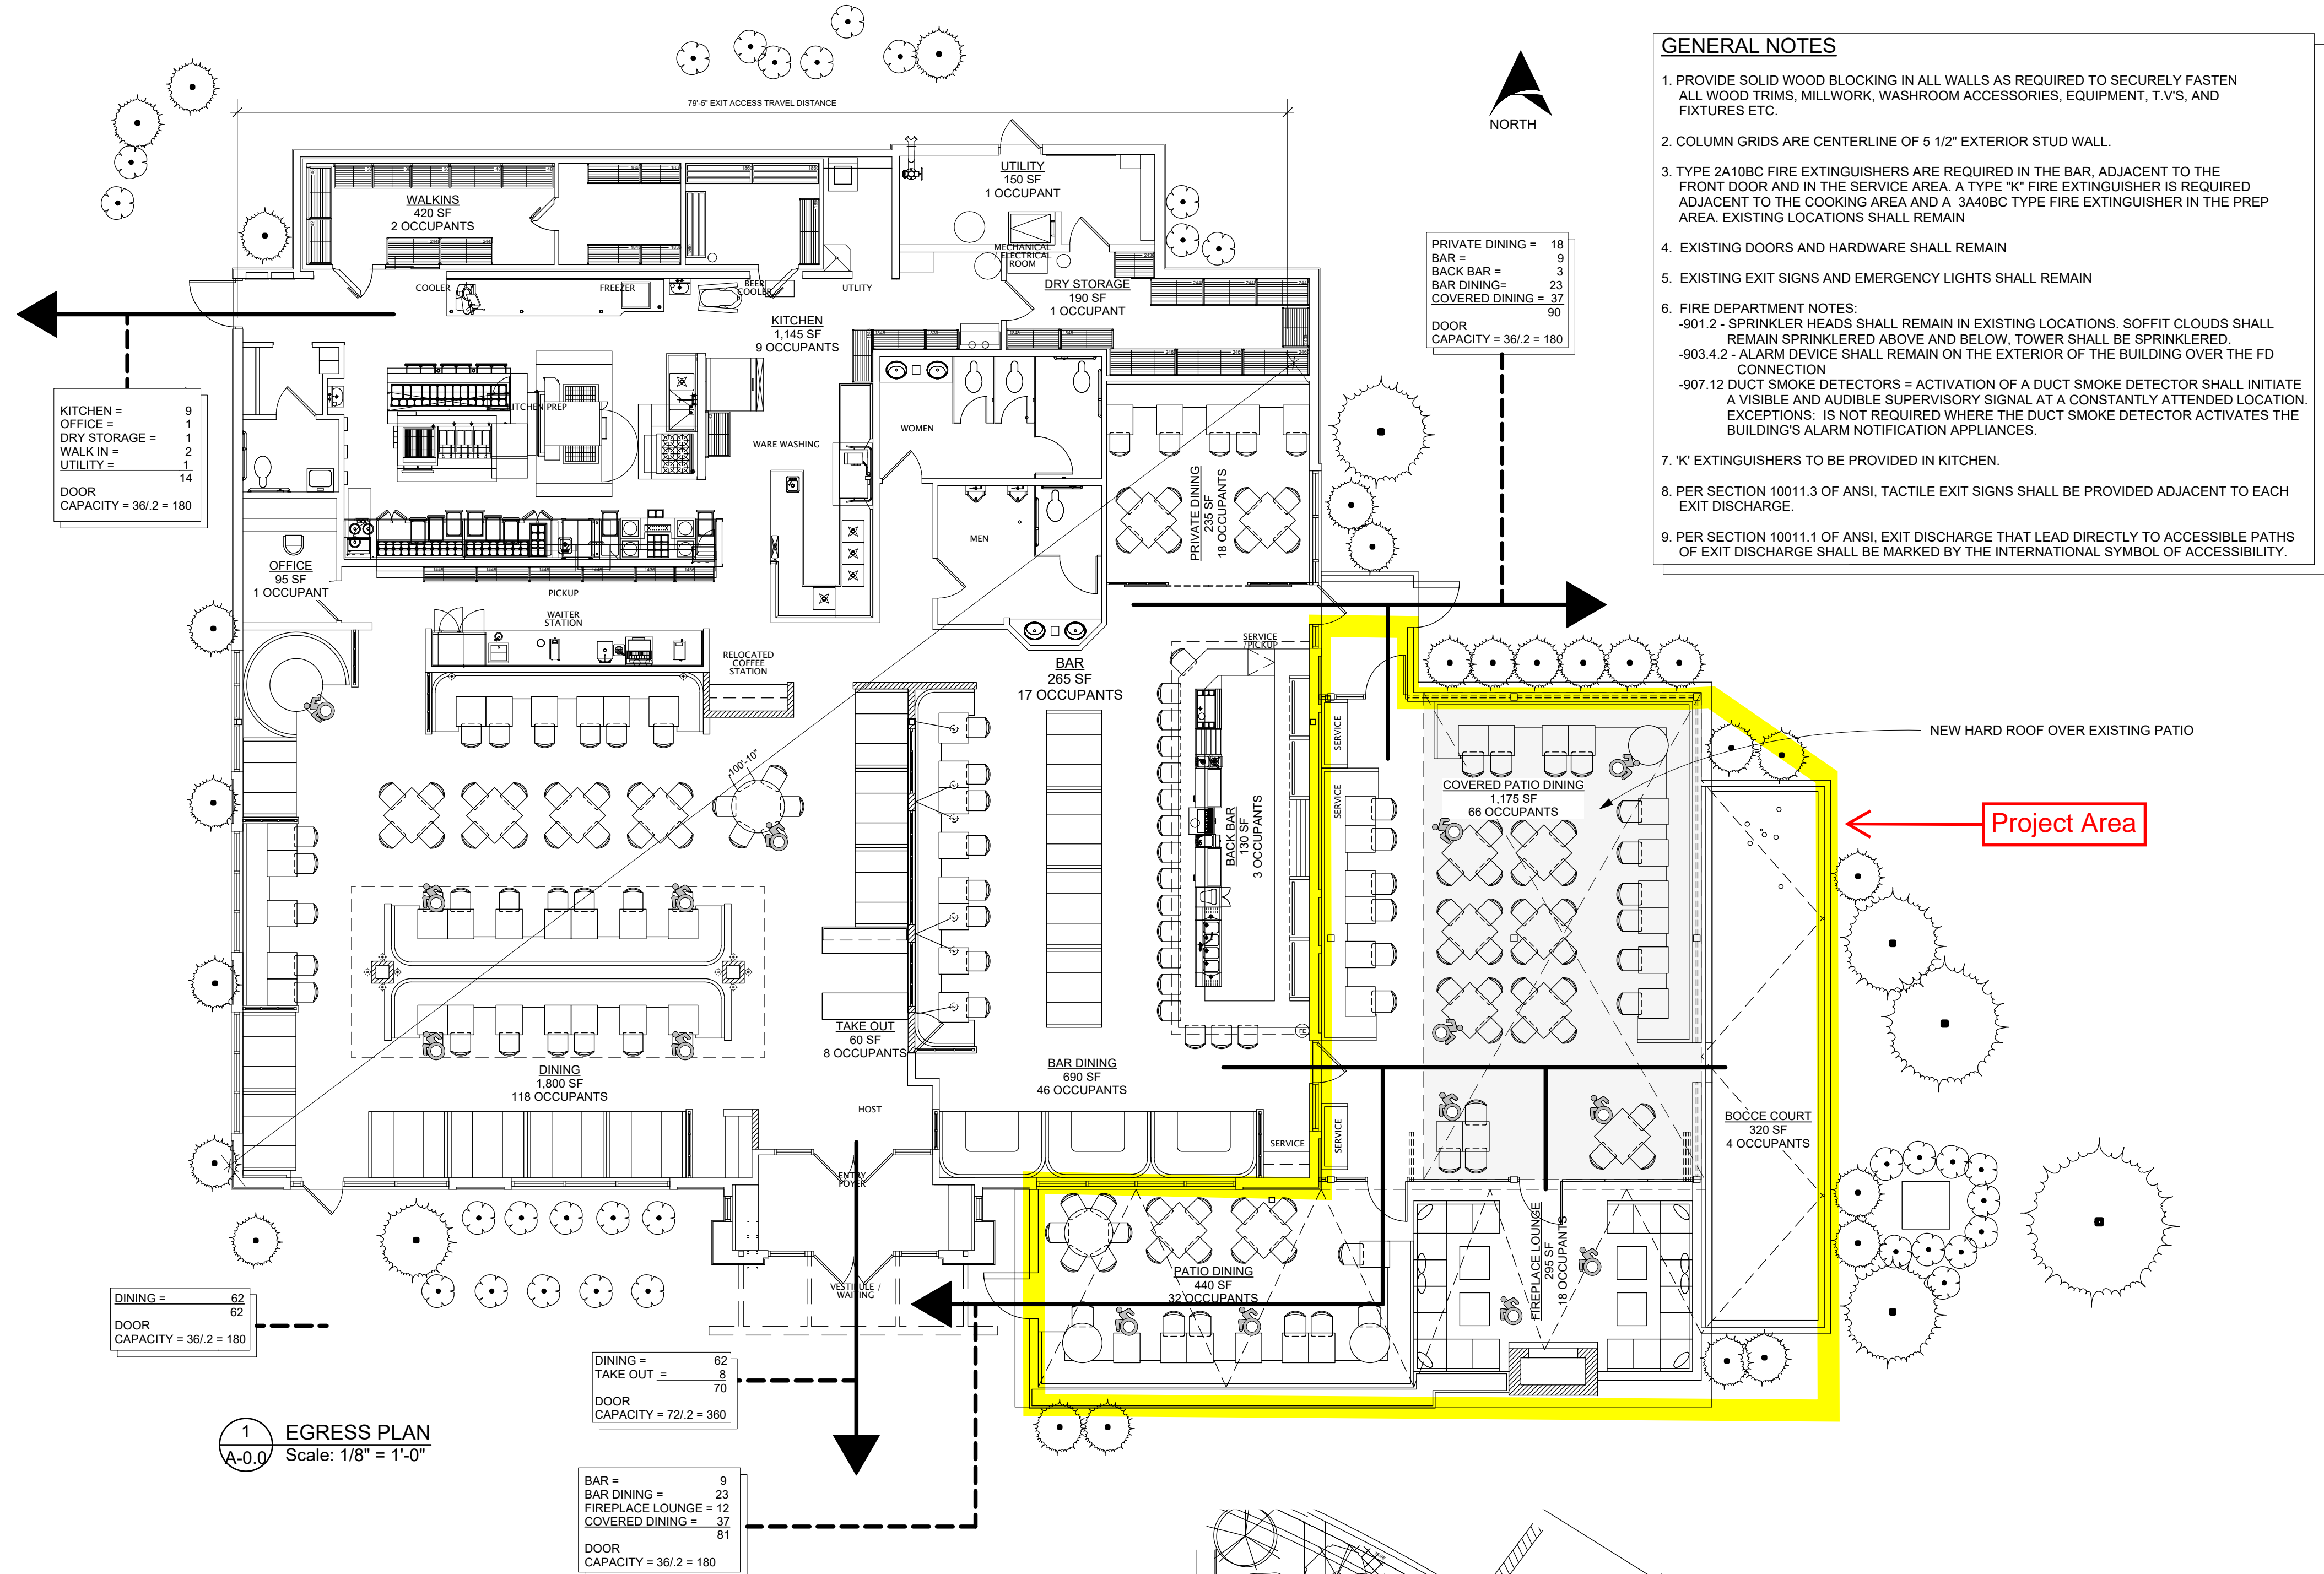 GENERAL NOTES
1. PROVIDE SOLID WOOD BLOCKING IN ALL WALLS AS REQUIRED TO SECURELY FASTEN
ALL WOOD TRIMS, MILLWORK, WASHROOM ACCESSORIES, EQUIPMENT, T.V'S, AND
FIXTURES ETC.
2. COLUMN GRIDS ARE CENTERLINE OF 5 1/2" EXTERIOR STUD WALL.
3. TYPE 2A10BC FIRE EXTINGUISHERS ARE REQUIRED IN THE BAR, ADJACENT TO THE
FRONT DOOR AND IN THE SERVICE AREA. A TYPE "K" FIRE EXTINGUISHER IS REQUIRED
ADJACENT TO THE COOKING AREA AND A 3A40BC TYPE FIRE EXTINGUISHER IN THE PREP
AREA. EXISTING LOCATIONS SHALL REMAIN
4. EXISTING DOORS AND HARDWARE SHALL REMAIN
5. EXISTING EXIT SIGNS AND EMERGENCY LIGHTS SHALL REMAIN
6. FIRE DEPARTMENT NOTES:
-901.2 - SPRINKLER HEADS SHALL REMAIN IN EXISTING LOCATIONS. SOFFIT CLOUDS SHALL
REMAIN SPRINKLERED ABOVE AND BELOW, TOWER SHALL BE SPRINKLERED.
-903.4.2 - ALARM DEVICE SHALL REMAIN ON THE EXTERIOR OF THE BUILDING OVER THE FD
CONNECTION
-907.12 DUCT SMOKE DETECTORS = ACTIVATION OF A DUCT SMOKE DETECTOR SHALL INITIATE
A VISIBLE AND AUDIBLE SUPERVISORY SIGNAL AT A CONSTANTLY ATTENDED LOCATION.
EXCEPTIONS: IS NOT REQUIRED WHERE THE DUCT SMOKE DETECTOR ACTIVATES THE
BUILDING'S ALARM NOTIFICATION APPLIANCES.
7. 'K' EXTINGUISHERS TO BE PROVIDED IN KITCHEN.
8. PER SECTION 10011.3 OF ANSI, TACTILE EXIT SIGNS SHALL BE PROVIDED ADJACENT TO EACH
EXIT DISCHARGE.
9. PER SECTION 10011.1 OF ANSI, EXIT DISCHARGE THAT LEAD DIRECTLY TO ACCESSIBLE PATHS
OF EXIT DISCHARGE SHALL BE MARKED BY THE INTERNATIONAL SYMBOL OF ACCESSIBILITY.
NORTH
79'-5" EXIT ACCESS TRAVEL DISTANCE
UTILITY
150 SF
1 OCCUPANT
WALKINS
420 SF
2 OCCUPANTS
MECHANICAL
/ ELECTRICAL
ROOM
COOLER
FREEZER
BEER
COOLER
UTLITY
DRY STORAGE
190 SF
1 OCCUPANT
KITCHEN
1,145 SF
9 OCCUPANTS
PRIVATE DINING = 18
BAR = 9
BACK BAR = 3
BAR DINING= 23
COVERED DINING = 37
90
DOOR
CAPACITY = 36/.2 = 180
KITCHEN = 9
OFFICE = 1
DRY STORAGE = 1
WALK IN = 2
UTILITY = 1
14
DOOR
CAPACITY = 36/.2 = 180
KITCHEN PREP
WARE WASHING
WOMEN
MEN
PRIVATE DINING
235 SF
18 OCCUPANTS
OFFICE
95 SF
1 OCCUPANT
PICKUP
WAITER
STATION
RELOCATED
COFFEE
STATION
SERVICE
/PICKUP
BAR
265 SF
17 OCCUPANTS
SERVICE
SERVICE
SERVICE
NEW HARD ROOF OVER EXISTING PATIO
Project Area
COVERED PATIO DINING
1,175 SF
66 OCCUPANTS
100'-10"
BACK BAR
130 SF
3 OCCUPANTS
FE
TAKE OUT
60 SF
8 OCCUPANTS
DINING
1,800 SF
118 OCCUPANTS
BAR DINING
690 SF
46 OCCUPANTS
HOST
SERVICE
BOCCE COURT
320 SF
4 OCCUPANTS
ENTRY
FOYER
VESTIBULE /
WAITING
PATIO DINING
440 SF
32 OCCUPANTS
FIREPLACE LOUNGE
295 SF
18 OCCUPANTS
DINING = 62
62
DOOR
CAPACITY = 36/.2 = 180
DINING = 62
TAKE OUT = 8
70
DOOR
CAPACITY = 72/.2 = 360
BAR = 9
BAR DINING = 23
FIREPLACE LOUNGE = 12
COVERED DINING = 37
81
DOOR
CAPACITY = 36/.2 = 180
1
A-0.0
EGRESS PLAN
Scale: 1/8" = 1'-0"